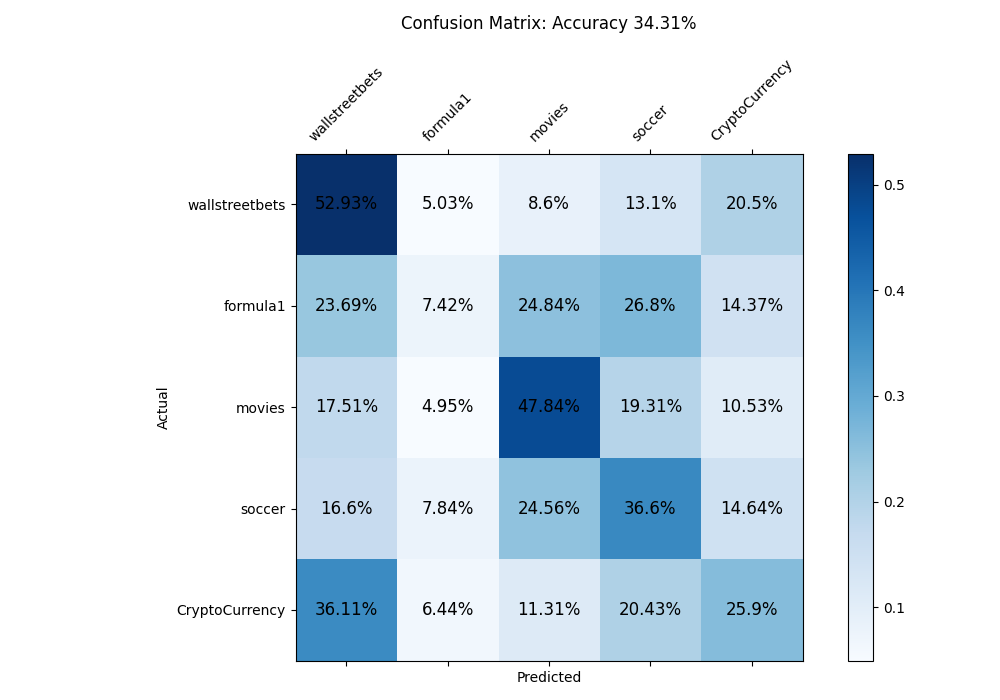 Confusion Matrix: Accuracy 34.31%
wallstreetbets formula1 movies soccer CryptoCurrency
wallstreetbets 52.93% 5.03% 8.6% 13.1% 20.5%
formula1 23.69% 7.42% 24.84% 26.8% 14.37%
movies 17.51% 4.95% 47.84% 19.31% 10.53%
soccer 16.6% 7.84% 24.56% 36.6% 14.64%
CryptoCurrency 36.11% 6.44% 11.31% 20.43% 25.9%
Actual
Predicted
0.5
0.4
0.3
0.2
0.1